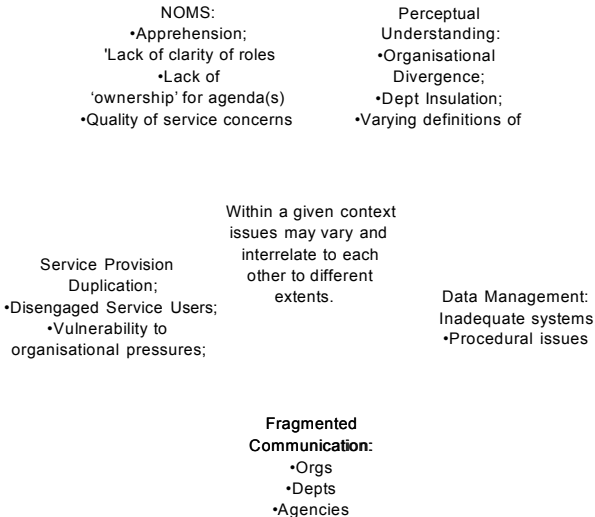 NOMS:
•Apprehension;
'Lack of clarity of roles
•Lack of
‘ownership’ for agenda(s)
•Quality of service concerns
Perceptual
Understanding:
•Organisational
Divergence;
•Dept Insulation;
•Varying definitions of
Within a given context
issues may vary and
interrelate to each
other to different
extents.
Service Provision
Duplication;
•Disengaged Service Users;
•Vulnerability to
organisational pressures;
Data Management:
Inadequate systems
•Procedural issues
Fragmented
Communication:
•Orgs
•Depts
•Agencies